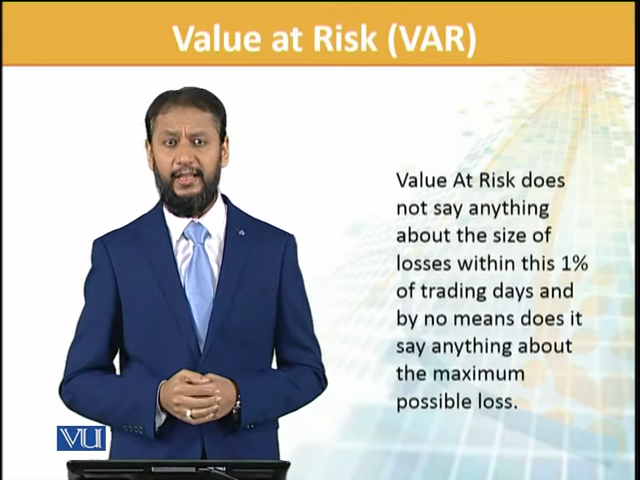 Value at Risk (VAR)
Value At Risk does
not say anything
about the size of
losses within this 1%
of trading days and
by no means does it
say anything about
the maximum
possible loss.
VU